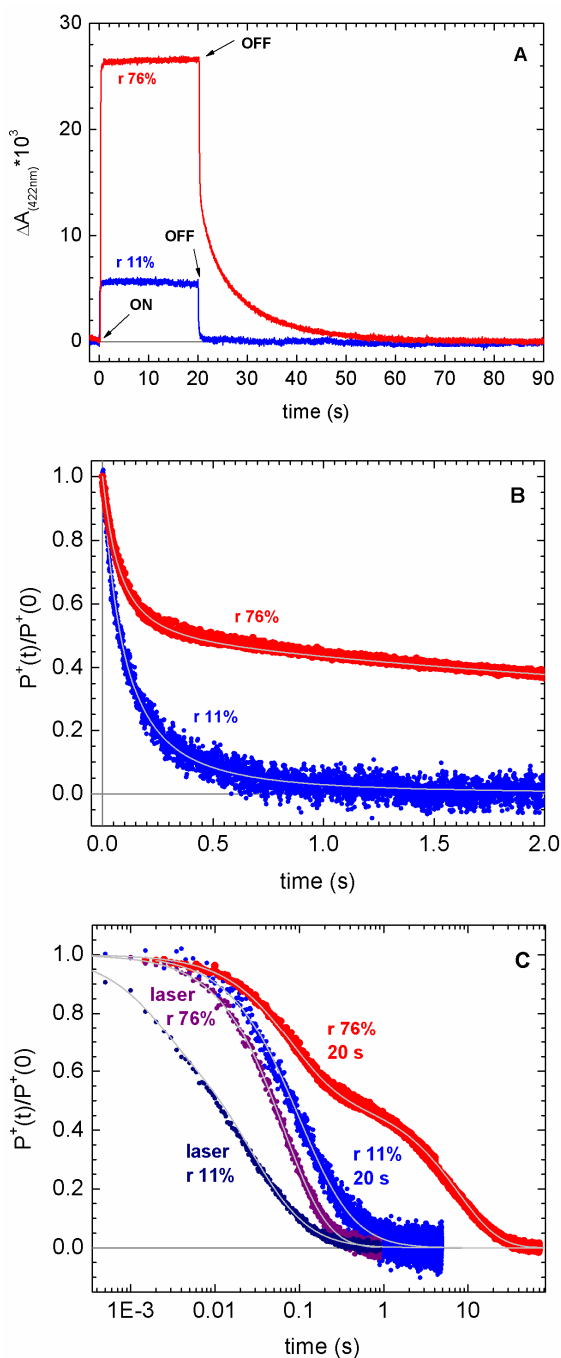 A
30
20
10
0
ΔA(422nm)*10³
OFF
r 76%
OFF
r 11%
ON
0 10 20 30 40 50 60 70 80 90
time (s)
B
1.0
0.8
0.6
0.4
0.2
0.0
P⁺(t)/P⁺(0)
r 76%
r 11%
0.0 0.5 1.0 1.5 2.0
time (s)
C
1.0
0.8
0.6
0.4
0.2
0.0
P⁺(t)/P⁺(0)
laser
r 76%
r 76%
20 s
laser
r 11%
r 11%
20 s
1E-3 0.01 0.1 1 10
time (s)